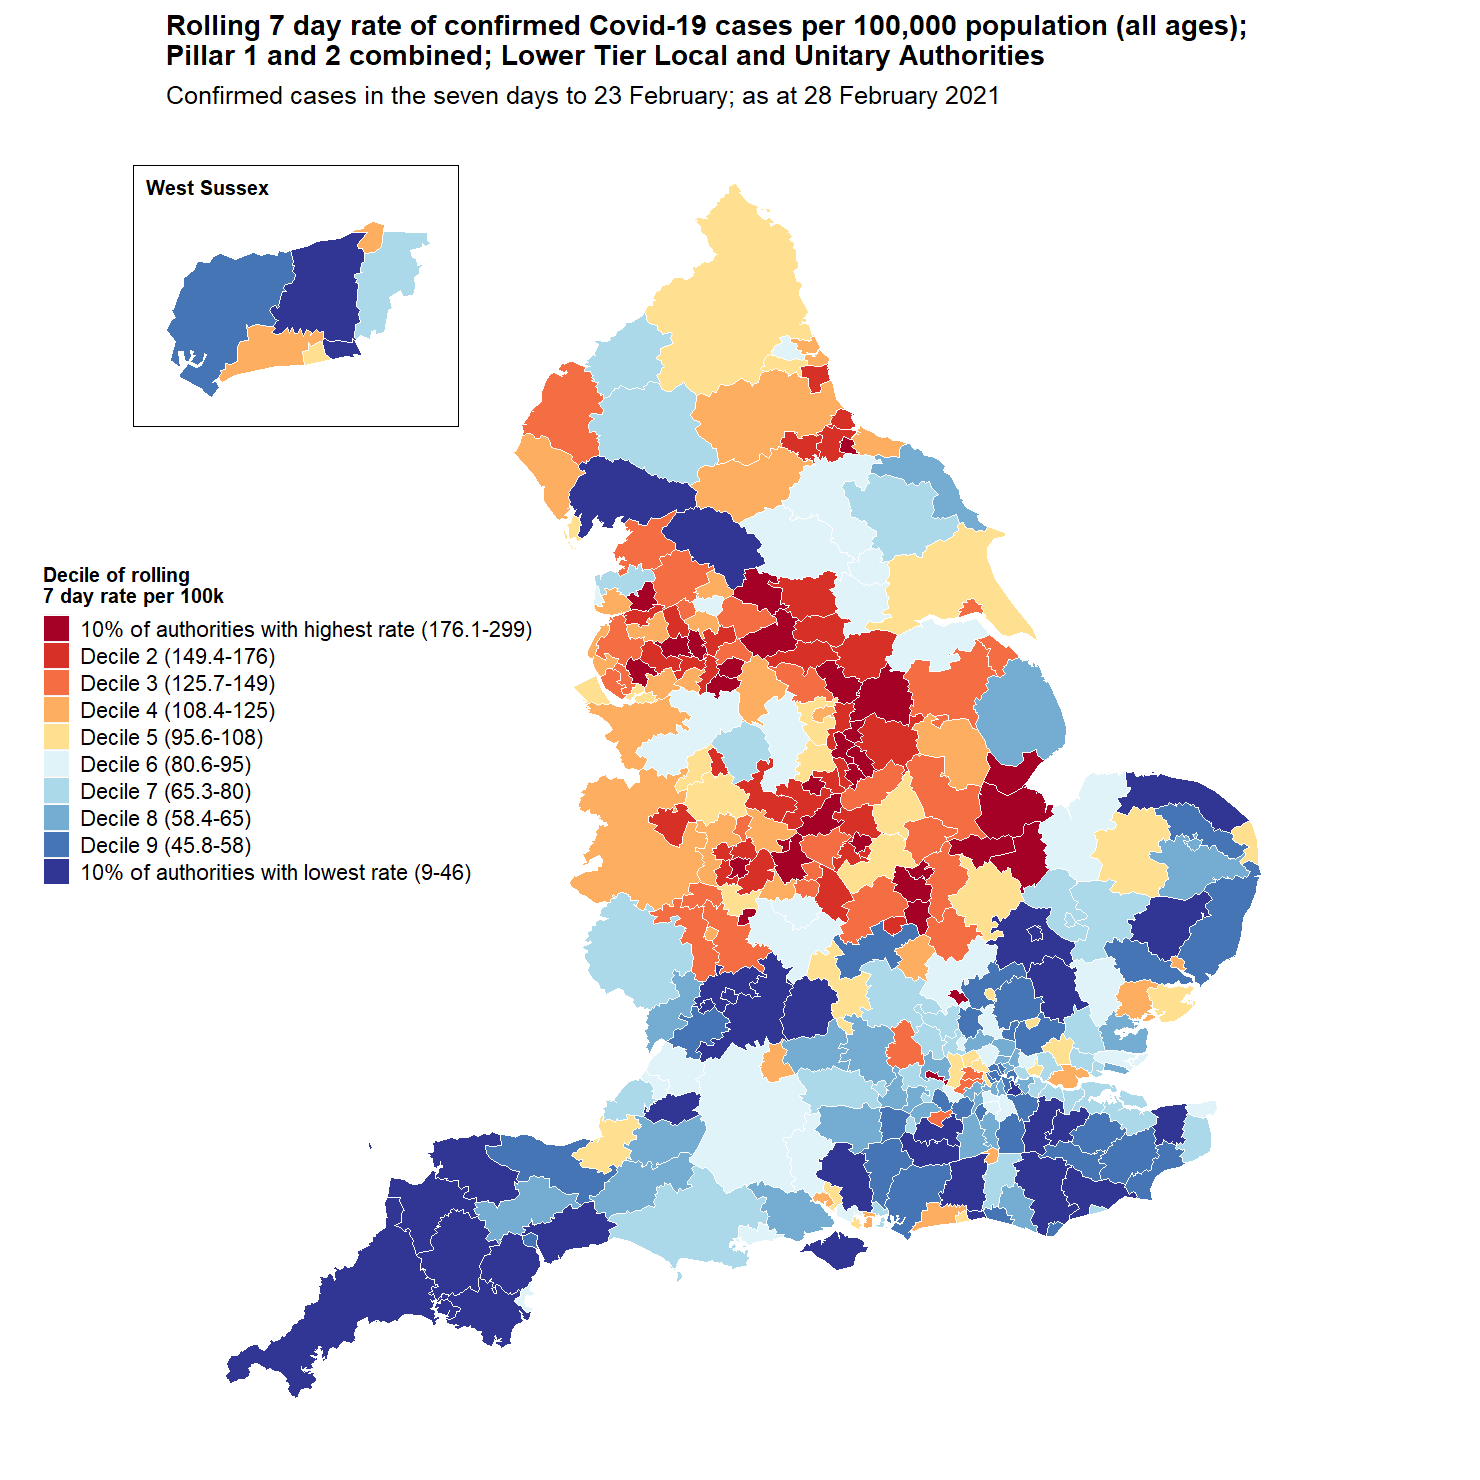 Rolling 7 day rate of confirmed Covid-19 cases per 100,000 population (all ages);
Pillar 1 and 2 combined; Lower Tier Local and Unitary Authorities
Confirmed cases in the seven days to 23 February; as at 28 February 2021
West Sussex
Decile of rolling
7 day rate per 100k
10% of authorities with highest rate (176.1-299)
Decile 2 (149.4-176)
Decile 3 (125.7-149)
Decile 4 (108.4-125)
Decile 5 (95.6-108)
Decile 6 (80.6-95)
Decile 7 (65.3-80)
Decile 8 (58.4-65)
Decile 9 (45.8-58)
10% of authorities with lowest rate (9-46)